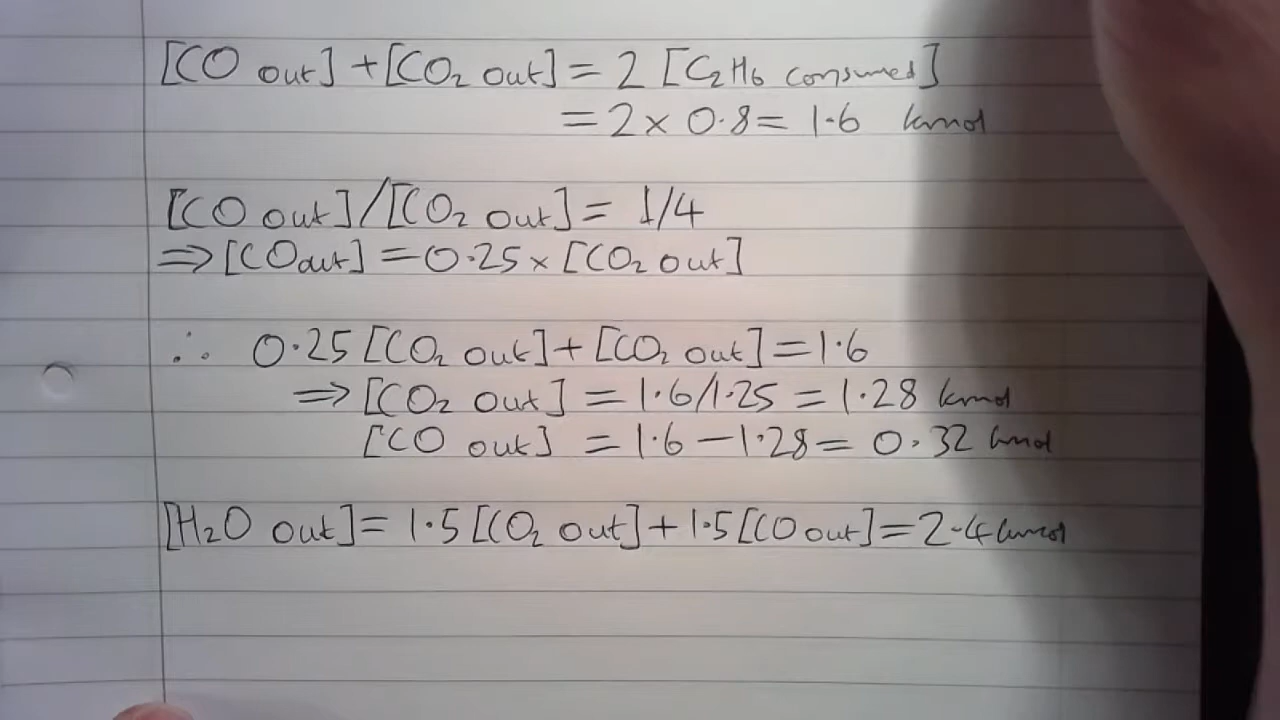 [CO out] + [CO₂ out] = 2 [C₂H₆ consumed]
= 2 × 0.8 = 1.6 kmol
[CO out]/[CO₂ out] = 1/4
⇒ [CO out] = 0.25 × [CO₂ out]
∴ 0.25 [CO₂ out] + [CO₂ out] = 1.6
⇒ [CO₂ out] = 1.6/1.25 = 1.28 kmol
[CO out] = 1.6 − 1.28 = 0.32 kmol
[H₂O out] = 1.5 [CO₂ out] + 1.5 [CO out] = 2.4 kmol